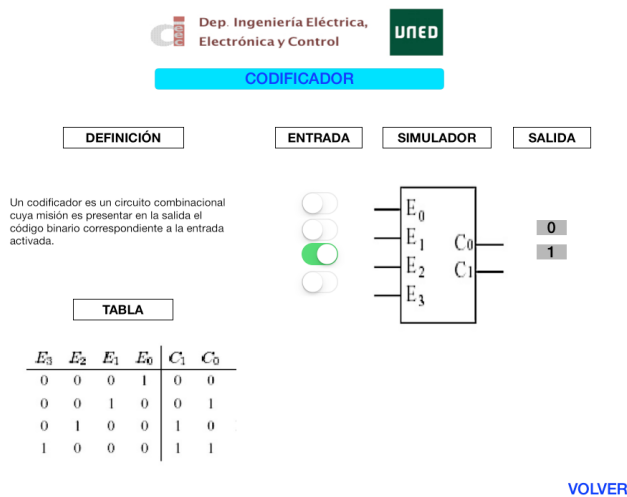 Dep. Ingeniería Eléctrica,
Electrónica y Control
UNED
CODIFICADOR
DEFINICIÓN
ENTRADA
SIMULADOR
SALIDA
Un codificador es un circuito combinacional
cuya misión es presentar en la salida el
código binario correspondiente a la entrada
activada.
E0
E1
E2
E3
C0
C1
0
1
TABLA
E3 E2 E1 E0 C1 C0
0 0 0 1 0 0
0 0 1 0 0 1
0 1 0 0 1 0
1 0 0 0 1 1
VOLVER